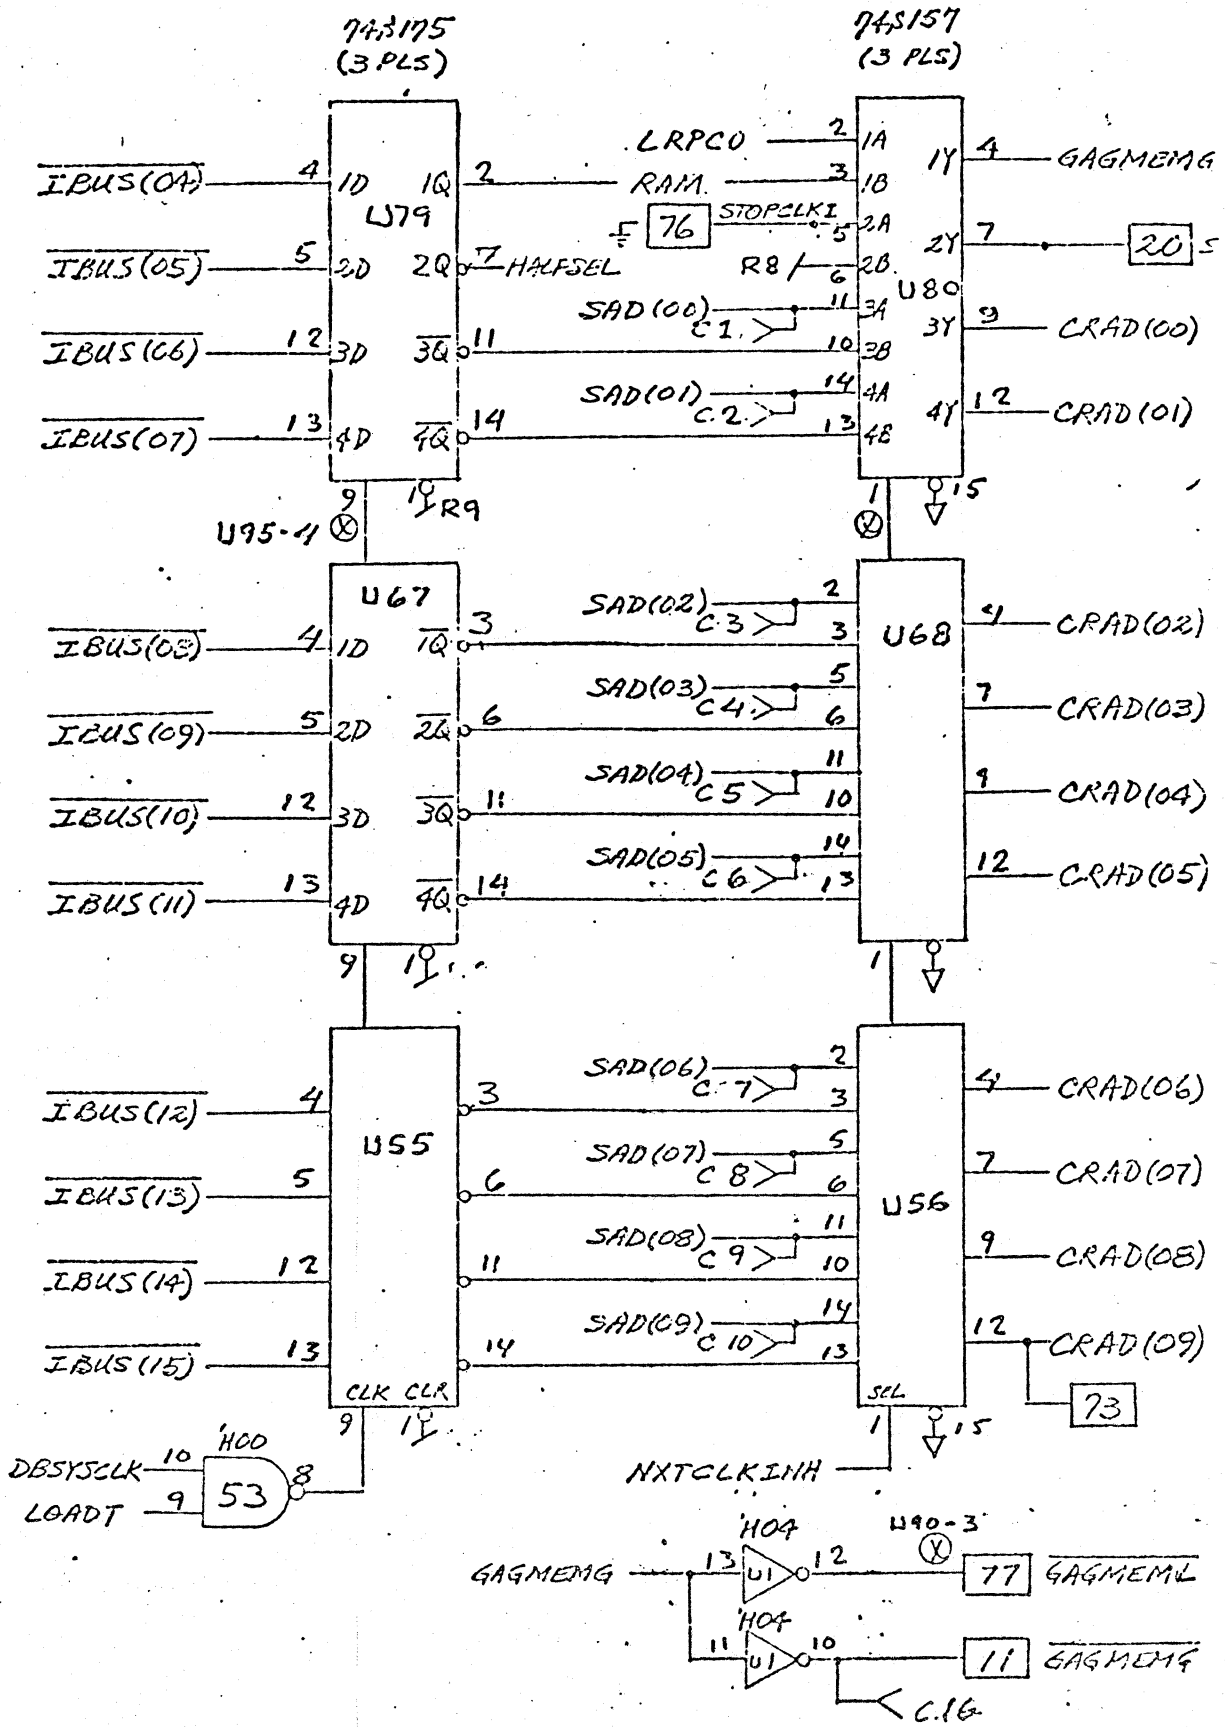 74S175
(3 PLS)
74S157
(3 PLS)
LRPCO 2 1A
1Y 4 GAGMEMG
IBUS(04) 4 1D 1Q 2 RAM 3 1B
U79
76 STOPCLKI 5 2A
2Y 7 20 S
IBUS(05) 5 2D 2Q 7 HALFSEL R8 6 2B
U80
SAD(00) 11 3A
C1
3Y 9 CRAD(00)
IBUS(06) 12 3D 3Q 11 10 3B
SAD(01) 14 4A
C2
4Y 12 CRAD(01)
IBUS(07) 13 4D 4Q 14 13 4B
9 1 R9 1 15
U95-4 X X
U67
SAD(02) 2
C3
U68 4 CRAD(02)
IBUS(08) 4 1D 1Q 3 3
SAD(03) 5
C4
7 CRAD(03)
IBUS(09) 5 2D 2Q 6 6
SAD(04) 11
C5
9 CRAD(04)
IBUS(10) 12 3D 3Q 11 10
SAD(05) 14
C6
12 CRAD(05)
IBUS(11) 13 4D 4Q 14 13
9 1 1
SAD(06) 2
C7
4 CRAD(06)
IBUS(12) 4 3 3
U55
SAD(07) 5
C8
7 CRAD(07)
IBUS(13) 5 6 6
U56
SAD(08) 11
C9
9 CRAD(08)
IBUS(14) 12 11 10
SAD(09) 14
C10
12 CRAD(09)
IBUS(15) 13 14 13
CLK CLR SEL
73
9 1 1 15
'H00
DBSYSCLK 10
53 8
LOADT 9
NXTCLKINH
'H04 U90-3
X
GAGMEMG 13 U1 12 77 GAGMEML
'H04
11 U1 10 11 GAGMEMG
C.16